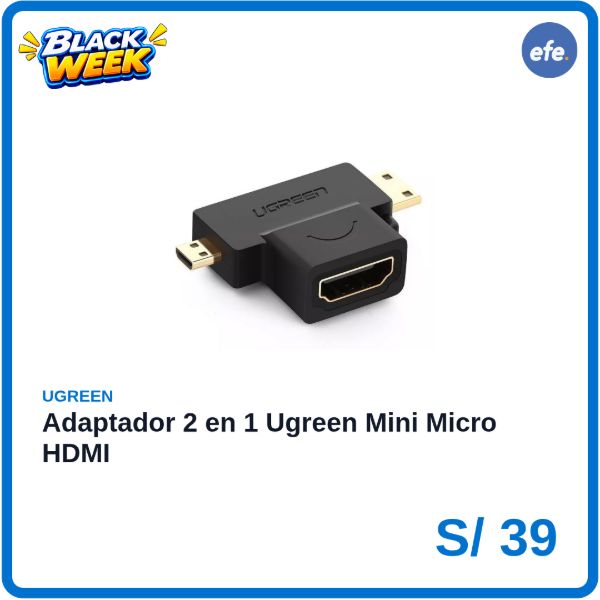 BLACK
WEEK
efe.
UGREEN
UGREEN
Adaptador 2 en 1 Ugreen Mini Micro
HDMI
S/ 39